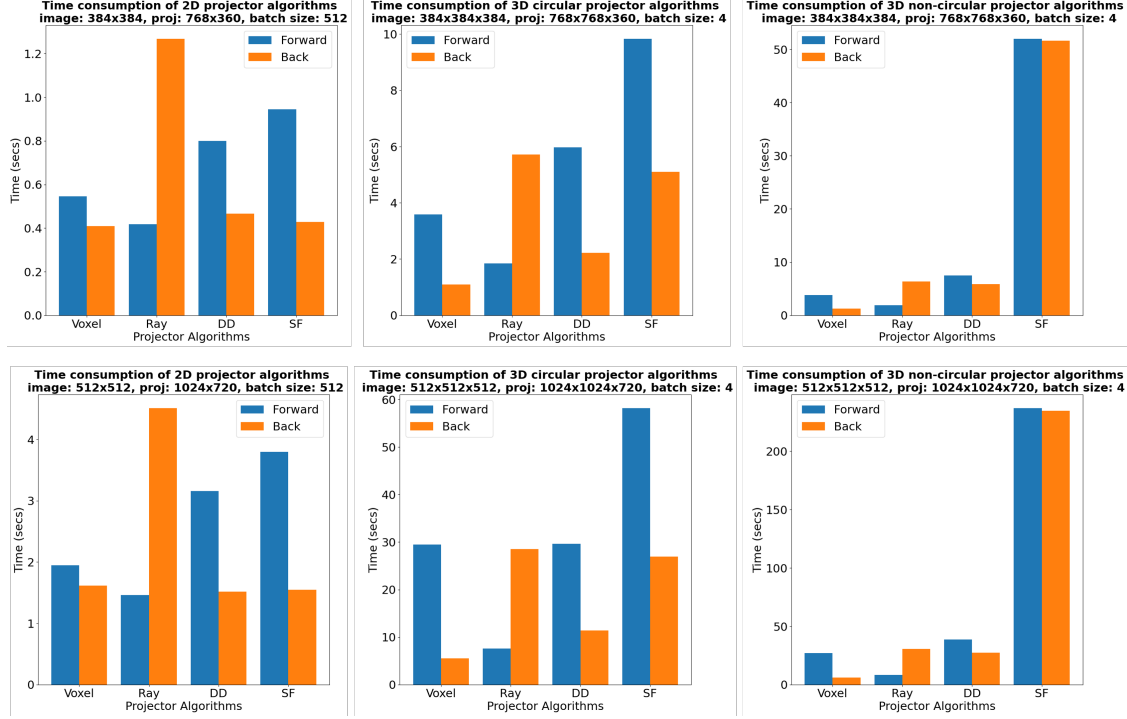 Time consumption of 2D projector algorithms
image: 384x384, proj: 768x360, batch size: 512
Forward
Back
Time (secs)
1.2
1.0
0.8
0.6
0.4
0.2
0.0
Voxel Ray DD SF
Projector Algorithms
Time consumption of 3D circular projector algorithms
image: 384x384x384, proj: 768x768x360, batch size: 4
Forward
Back
Time (secs)
10
8
6
4
2
0
Voxel Ray DD SF
Projector Algorithms
Time consumption of 3D non-circular projector algorithms
image: 384x384x384, proj: 768x768x360, batch size: 4
Forward
Back
Time (secs)
50
40
30
20
10
0
Voxel Ray DD SF
Projector Algorithms
Time consumption of 2D projector algorithms
image: 512x512, proj: 1024x720, batch size: 512
Forward
Back
Time (secs)
4
3
2
1
0
Voxel Ray DD SF
Projector Algorithms
Time consumption of 3D circular projector algorithms
image: 512x512x512, proj: 1024x1024x720, batch size: 4
Forward
Back
Time (secs)
60
50
40
30
20
10
0
Voxel Ray DD SF
Projector Algorithms
Time consumption of 3D non-circular projector algorithms
image: 512x512x512, proj: 1024x1024x720, batch size: 4
Forward
Back
Time (secs)
200
150
100
50
0
Voxel Ray DD SF
Projector Algorithms